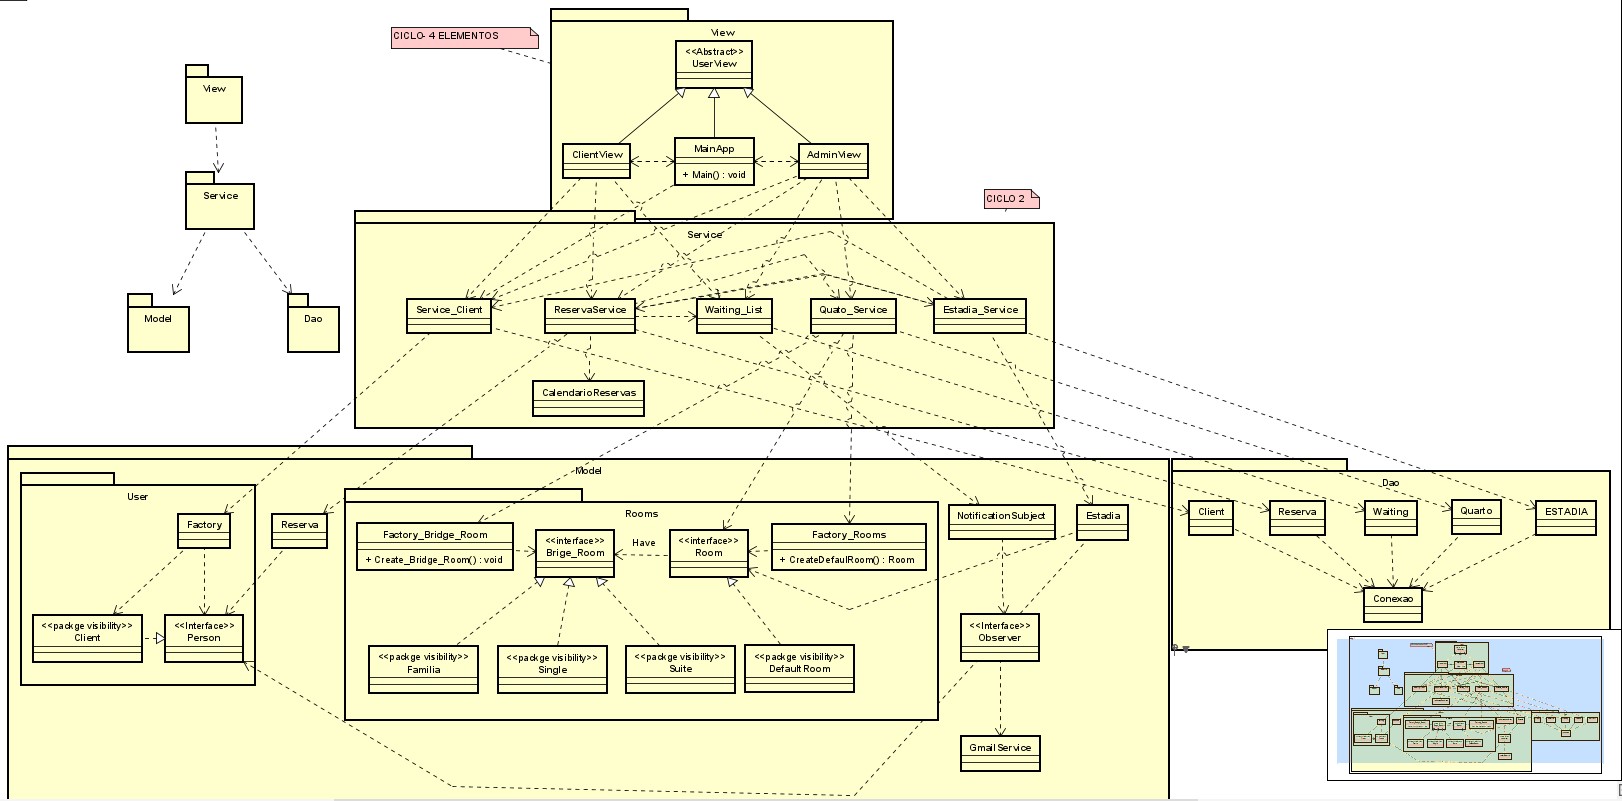 CICLO- 4 ELEMENTOS
View
<<Abstract>>
UserView
ClientView
MainApp
+ Main() : void
AdminView
View
Service
Model
Dao
CICLO 2
Service
Service_Client
ReservaService
Waiting_List
Quato_Service
Estadia_Service
CalendarioReservas
Model
User
Factory
<<packge visibility>>
Client
<<Interface>>
Person
Reserva
Rooms
Factory_Bridge_Room
+ Create_Bridge_Room() : void
<<interface>>
Brige_Room
Have
<<interface>>
Room
Factory_Rooms
+ CreateDefaulRoom() : Room
<<packge visibility>>
Familia
<<packge visibility>>
Single
<<packge visibility>>
Suite
<<packge visibility>>
Default Room
NotificationSubject
Estadia
<<Interface>>
Observer
GmailService
Dao
Client
Reserva
Waiting
Quarto
ESTADIA
Conexao